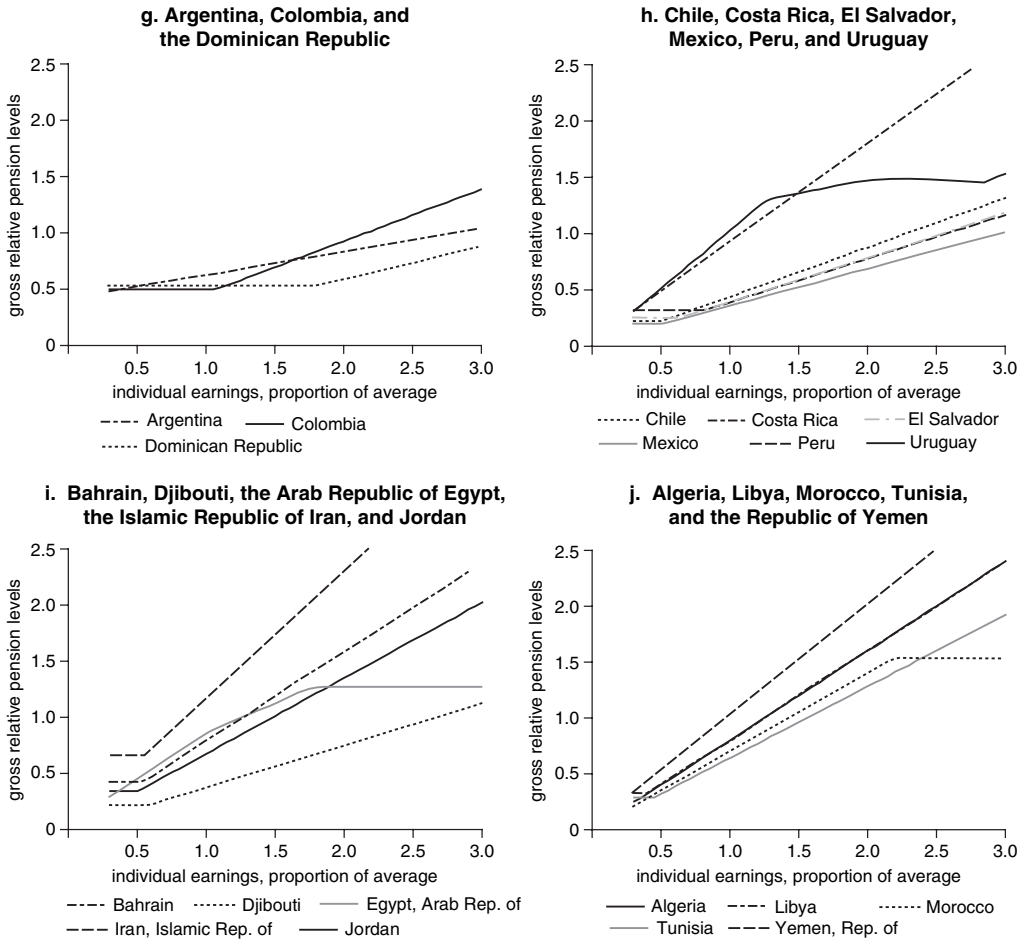 g. Argentina, Colombia, and
the Dominican Republic
2.5
2.0
1.5
1.0
0.5
0
gross relative pension levels
0.5 1.0 1.5 2.0 2.5 3.0
individual earnings, proportion of average
Argentina Colombia
Dominican Republic
h. Chile, Costa Rica, El Salvador,
Mexico, Peru, and Uruguay
2.5
2.0
1.5
1.0
0.5
0
gross relative pension levels
0.5 1.0 1.5 2.0 2.5 3.0
individual earnings, proportion of average
Chile Costa Rica El Salvador
Mexico Peru Uruguay
i. Bahrain, Djibouti, the Arab Republic of Egypt,
the Islamic Republic of Iran, and Jordan
2.5
2.0
1.5
1.0
0.5
0
gross relative pension levels
0.5 1.0 1.5 2.0 2.5 3.0
individual earnings, proportion of average
Bahrain Djibouti Egypt, Arab Rep. of
Iran, Islamic Rep. of Jordan
j. Algeria, Libya, Morocco, Tunisia,
and the Republic of Yemen
2.5
2.0
1.5
1.0
0.5
0
gross relative pension levels
0.5 1.0 1.5 2.0 2.5 3.0
individual earnings, proportion of average
Algeria Libya Morocco
Tunisia Yemen, Rep. of